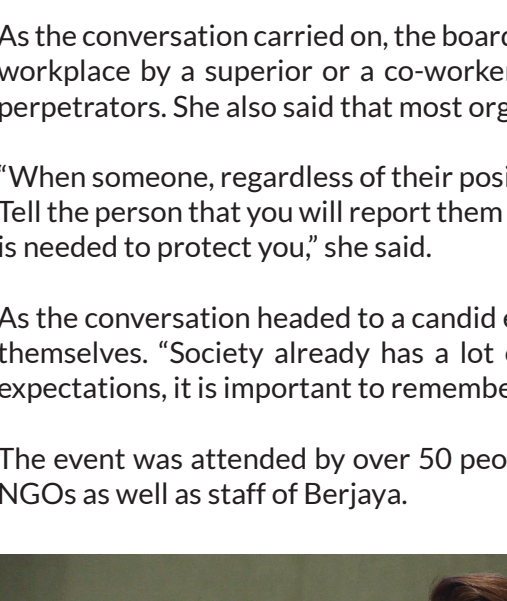 As the conversation carried on, the board
workplace by a superior or a co-worker
perpetrators. She also said that most org
“When someone, regardless of their posi
Tell the person that you will report them
is needed to protect you,” she said.
As the conversation headed to a candid e
themselves. “Society already has a lot
expectations, it is important to remembe
The event was attended by over 50 peo
NGOs as well as staff of Berjaya.